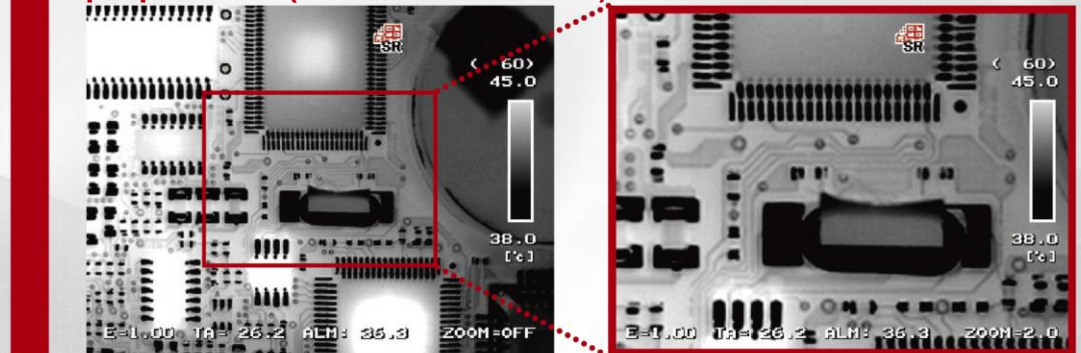 SR
( 60)
45.0
38.0
[°c]
E=1.00 TA= 26.2 ALM: 36.3 ZOOM=OFF
SR
( 60)
45.0
38.0
[°c]
E=1.00 TA= 26.2 ALM: 36.3 ZOOM=2.0